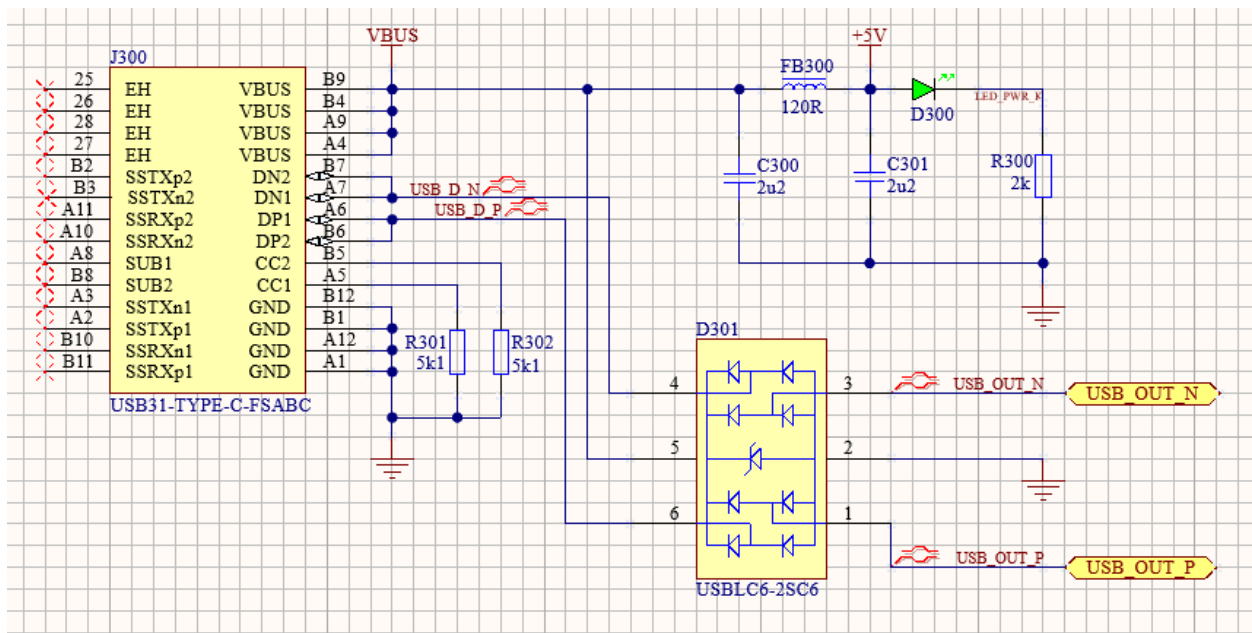 VBUS
+5V
J300
25 EH VBUS B9
26 EH VBUS B4
28 EH VBUS A9
27 EH VBUS A4
B2 SSTXp2 DN2 B7
B3 SSTXn2 DN1 A7
A11 SSRXp2 DP1 A6
A10 SSRXn2 DP2 B6
A8 SUB1 CC2 B5
B8 SUB2 CC1 A5
A3 SSTXn1 GND B12
A2 SSTXp1 GND B1
B10 SSRXn1 GND A12
B11 SSRXp1 GND A1
USB31-TYPE-C-FSABC
USB_D_N
USB_D_P
R301
5k1
R302
5k1
FB300
120R
C300
2u2
C301
2u2
D300
LED_PWR_K
R300
2k
D301
4 3
5 2
6 1
USBLC6-2SC6
USB_OUT_N
USB_OUT_N
USB_OUT_P
USB_OUT_P